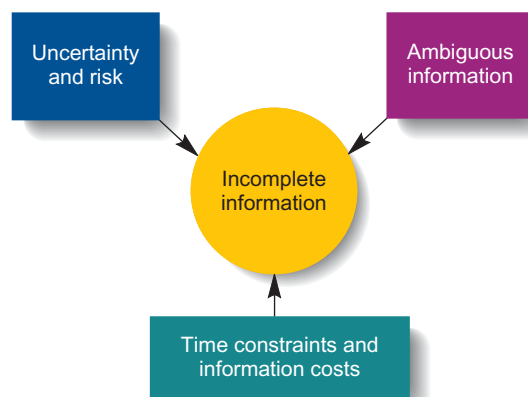 Uncertainty
and risk
Ambiguous
information
Incomplete
information
Time constraints and
information costs